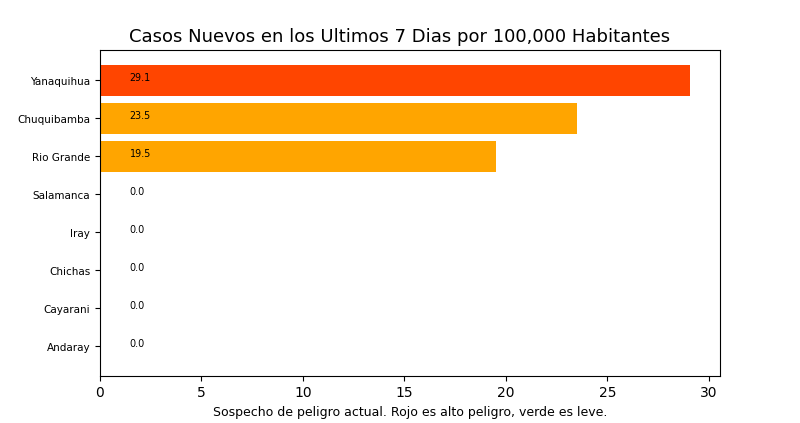 Casos Nuevos en los Ultimos 7 Dias por 100,000 Habitantes
Yanaquihua 29.1
Chuquibamba 23.5
Rio Grande 19.5
Salamanca 0.0
Iray 0.0
Chichas 0.0
Cayarani 0.0
Andaray 0.0
0 5 10 15 20 25 30
Sospecho de peligro actual. Rojo es alto peligro, verde es leve.